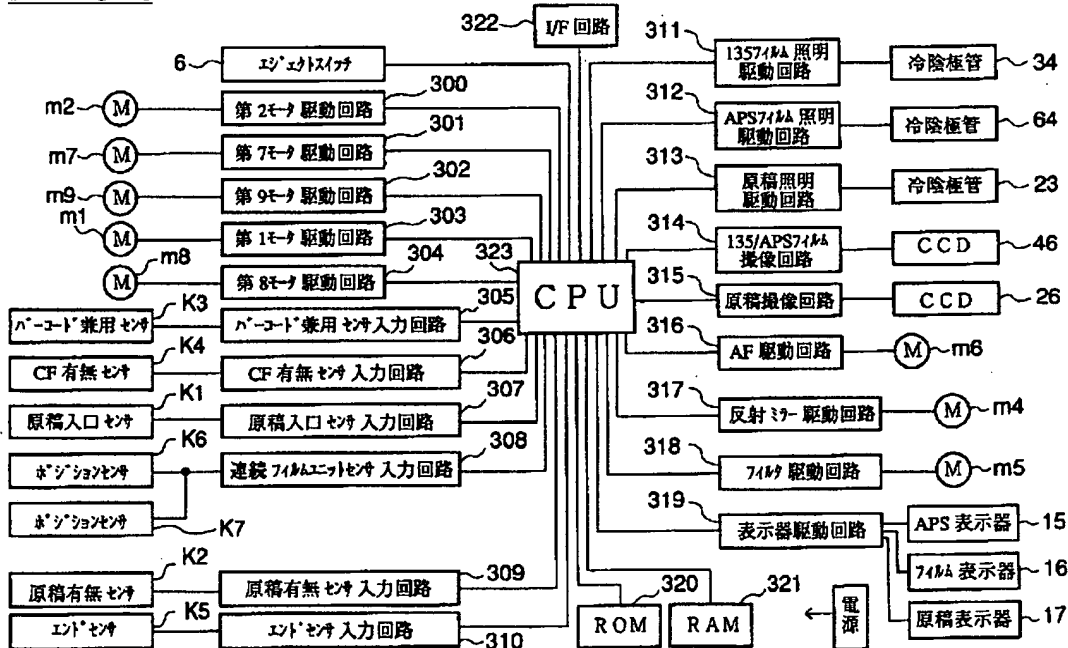 322
I/F 回路
6
エジェクトスイッチ
m2
M
第 2モータ 駆動回路
300
m7
M
第 7モータ 駆動回路
301
m9
M
第 9モータ 駆動回路
302
m1
M
第 1モータ 駆動回路
303
m8
M
第 8モータ 駆動回路
304
323
CPU
K3
バーコード 兼用 センサ
バーコード 兼用 センサ 入力回路
305
K4
CF 有無 センサ
CF 有無 センサ 入力回路
306
K1
原稿入口 センサ
原稿入口 センサ 入力回路
307
K6
ポジションセンサ
連続 フィルムユニットセンサ 入力回路
308
ポジションセンサ
K7
K2
原稿有無 センサ
原稿有無 センサ 入力回路
309
K5
エンドセンサ
エンドセンサ 入力回路
310
311
135フィルム 照明
駆動回路
冷陰極管
34
312
APSフィルム 照明
駆動回路
冷陰極管
64
313
原稿照明
駆動回路
冷陰極管
23
314
135/APSフィルム
撮像回路
CCD
46
315
原稿撮像回路
CCD
26
316
AF 駆動回路
M
m6
317
反射 ミラー 駆動回路
M
m4
318
フィルタ 駆動回路
M
m5
319
表示器駆動回路
APS 表示器
15
フィルム 表示器
16
原稿表示器
17
320
ROM
321
RAM
←
電源